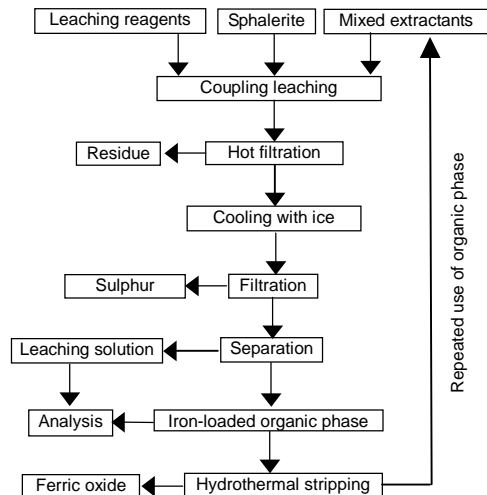 Leaching reagents
Sphalerite
Mixed extractants
Coupling leaching
Residue
Hot filtration
Cooling with ice
Sulphur
Filtration
Leaching solution
Separation
Analysis
Iron-loaded organic phase
Ferric oxide
Hydrothermal stripping
Repeated use of organic phase